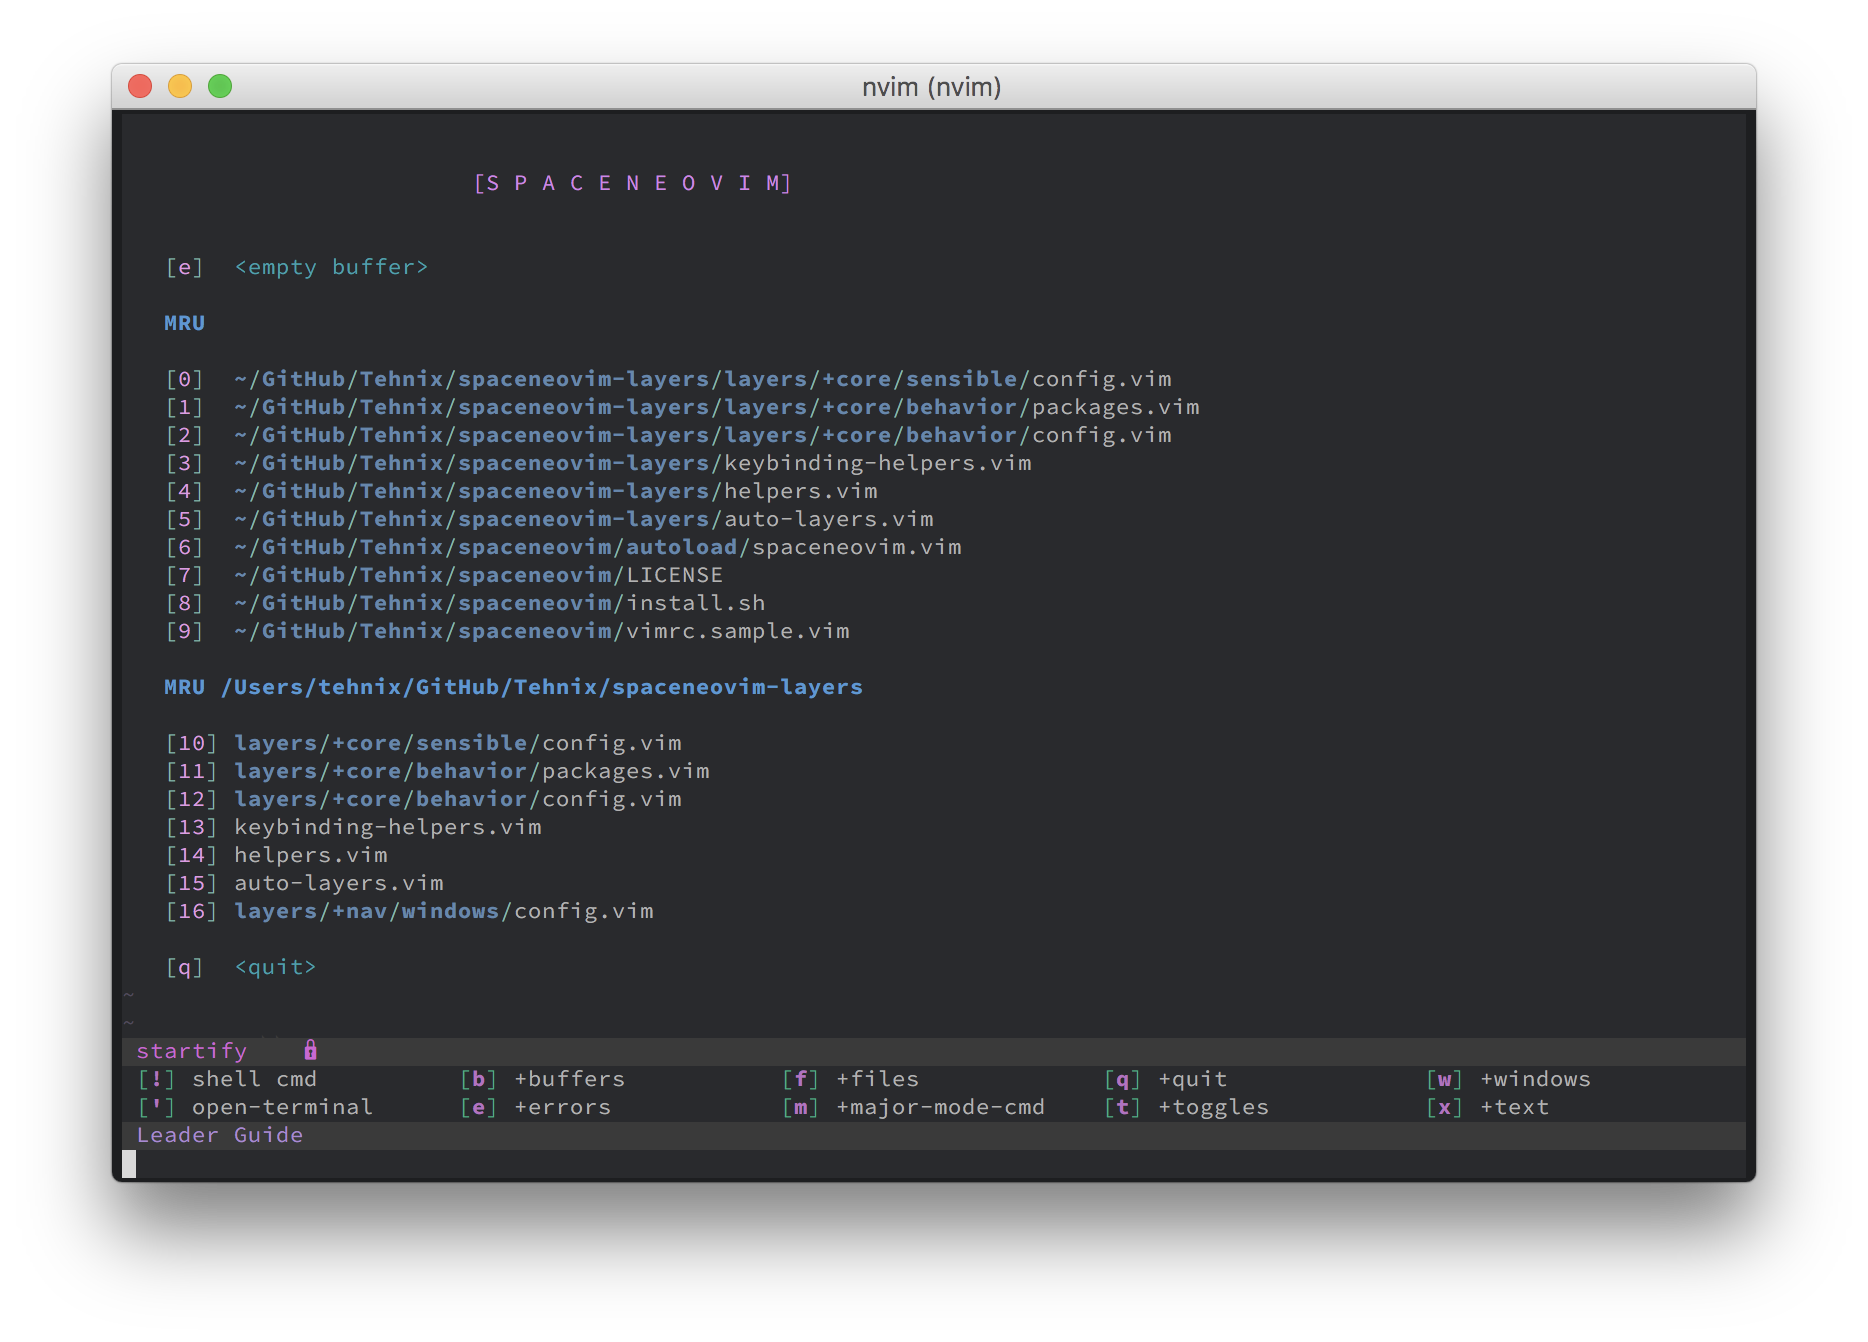 nvim (nvim)
[S P A C E N E O V I M]
[e] <empty buffer>
MRU
[0] ~/GitHub/Tehnix/spaceneovim-layers/layers/+core/sensible/config.vim
[1] ~/GitHub/Tehnix/spaceneovim-layers/layers/+core/behavior/packages.vim
[2] ~/GitHub/Tehnix/spaceneovim-layers/layers/+core/behavior/config.vim
[3] ~/GitHub/Tehnix/spaceneovim-layers/keybinding-helpers.vim
[4] ~/GitHub/Tehnix/spaceneovim-layers/helpers.vim
[5] ~/GitHub/Tehnix/spaceneovim-layers/auto-layers.vim
[6] ~/GitHub/Tehnix/spaceneovim/autoload/spaceneovim.vim
[7] ~/GitHub/Tehnix/spaceneovim/LICENSE
[8] ~/GitHub/Tehnix/spaceneovim/install.sh
[9] ~/GitHub/Tehnix/spaceneovim/vimrc.sample.vim
MRU /Users/tehnix/GitHub/Tehnix/spaceneovim-layers
[10] layers/+core/sensible/config.vim
[11] layers/+core/behavior/packages.vim
[12] layers/+core/behavior/config.vim
[13] keybinding-helpers.vim
[14] helpers.vim
[15] auto-layers.vim
[16] layers/+nav/windows/config.vim
[q] <quit>
~
~
startify
[!] shell cmd [b] +buffers [f] +files [q] +quit [w] +windows
['] open-terminal [e] +errors [m] +major-mode-cmd [t] +toggles [x] +text
Leader Guide